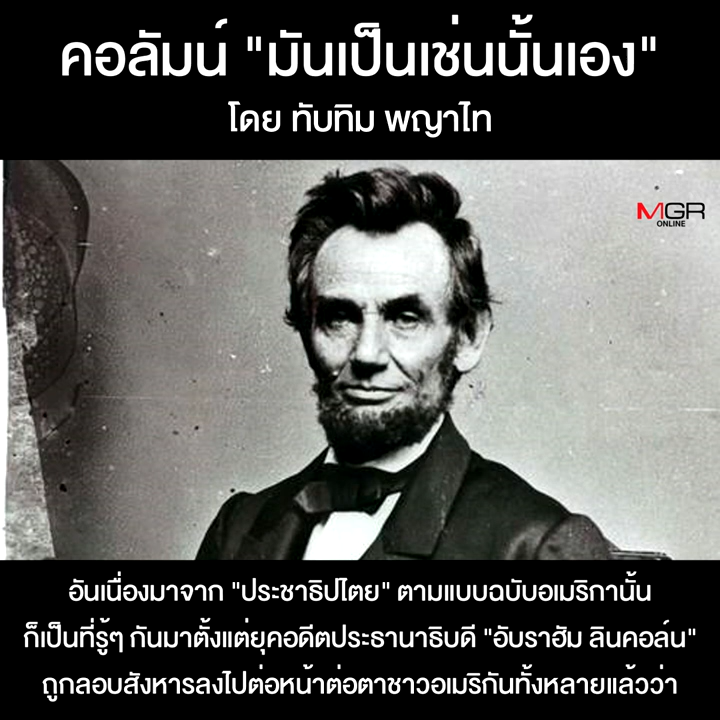 คอลัมน์ "มันเป็นเช่นนั้นเอง"
โดย ทับทิม พญาไท
MGR
ONLINE
อันเนื่องมาจาก "ประชาธิปไตย" ตามแบบฉบับอเมริกานั้น
ก็เป็นที่รู้ๆ กันมาตั้งแต่ยุคอดีตประธานาธิบดี "อับราฮัม ลินคอล์น"
ถูกลอบสังหารลงไปต่อหน้าต่อตาชาวอเมริกันทั้งหลายแล้วว่า